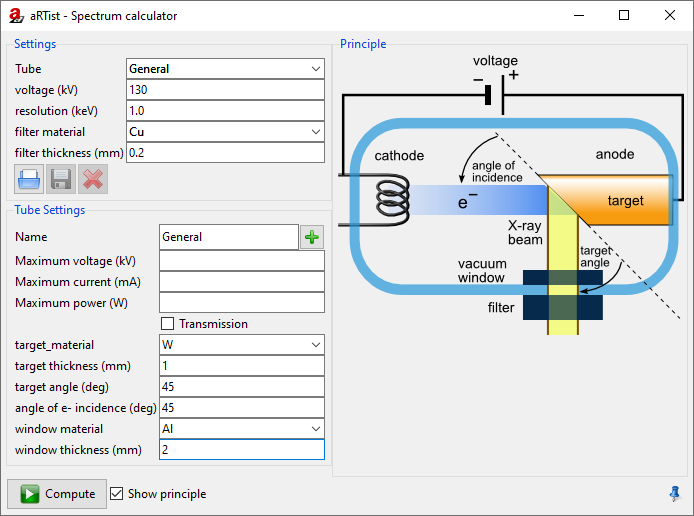 aRTist - Spectrum calculator
Settings
Tube General
voltage (kV) 130
resolution (keV) 1.0
filter material Cu
filter thickness (mm) 0.2
Tube Settings
Name General
Maximum voltage (kV)
Maximum current (mA)
Maximum power (W)
Transmission
target_material W
target thickness (mm) 1
target angle (deg) 45
angle of e- incidence (deg) 45
window material Al
window thickness (mm) 2
Compute
Show principle
Principle
voltage
− +
cathode
angle of
incidence
anode
e−
target
X-ray
beam
target
angle
vacuum
window
filter